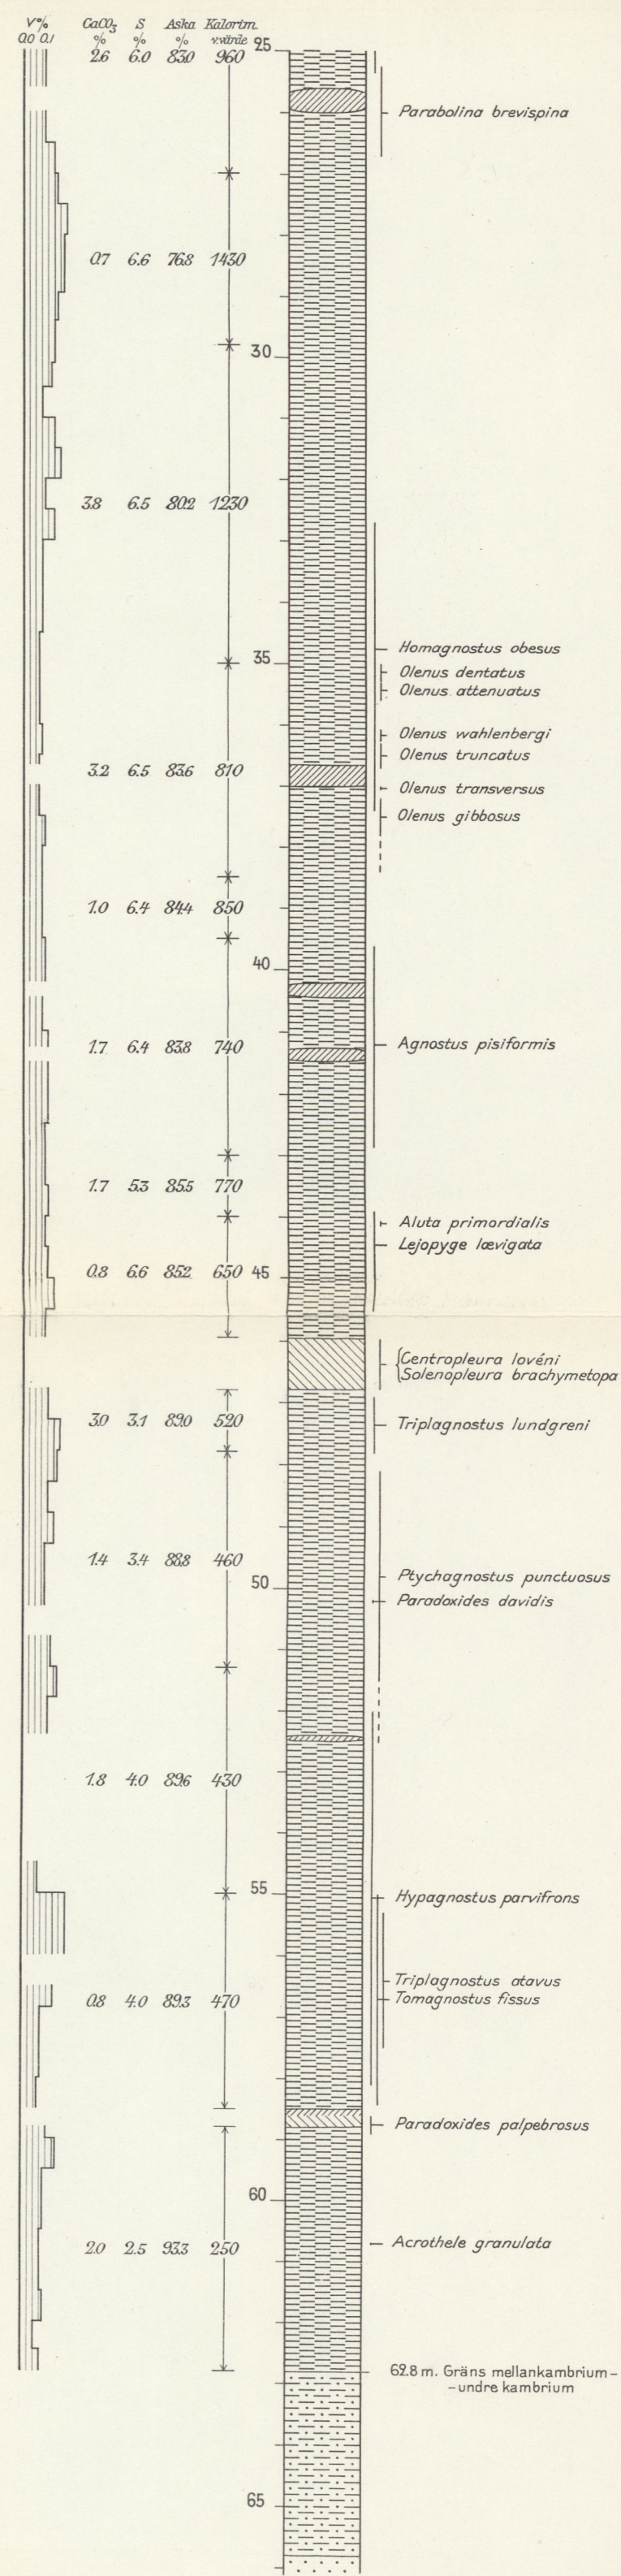 V% CaCO3 S Aska Kalorim.
0.0 0.1 % % % v.värde 25
2.6 6.0 83.0 960
Parabolina brevispina
0.7 6.6 76.8 1430
30
3.8 6.5 80.2 1230
Homagnostus obesus
35
Olenus dentatus
Olenus attenuatus
Olenus wahlenbergi
Olenus truncatus
3.2 6.5 83.6 810
Olenus transversus
Olenus gibbosus
1.0 6.4 84.4 850
40
1.7 6.4 83.8 740 Agnostus pisiformis
1.7 5.3 85.5 770
Aluta primordialis
Lejopyge lævigata
0.8 6.6 85.2 650 45
{Centropleura lovéni
Solenopleura brachymetopa
3.0 3.1 89.0 520 Triplagnostus lundgreni
1.4 3.4 88.8 460
Ptychagnostus punctuosus
50
Paradoxides davidis
1.8 4.0 89.6 430
55
Hypagnostus parvifrons
Triplagnostus atavus
0.8 4.0 89.3 470 Tomagnostus fissus
Paradoxides palpebrosus
60
Acrothele granulata
2.0 2.5 93.3 250
62.8 m. Gräns mellankambrium-
-undre kambrium
65